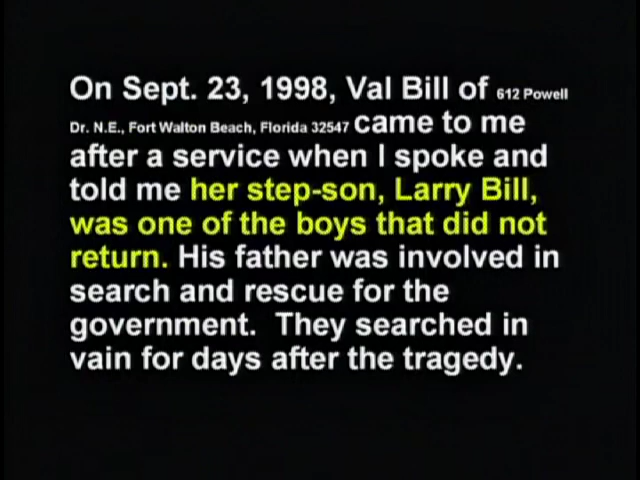 On Sept. 23, 1998, Val Bill of 612 Powell
Dr. N.E., Fort Walton Beach, Florida 32547 came to me
after a service when I spoke and
told me her step-son, Larry Bill,
was one of the boys that did not
return. His father was involved in
search and rescue for the
government.  They searched in
vain for days after the tragedy.